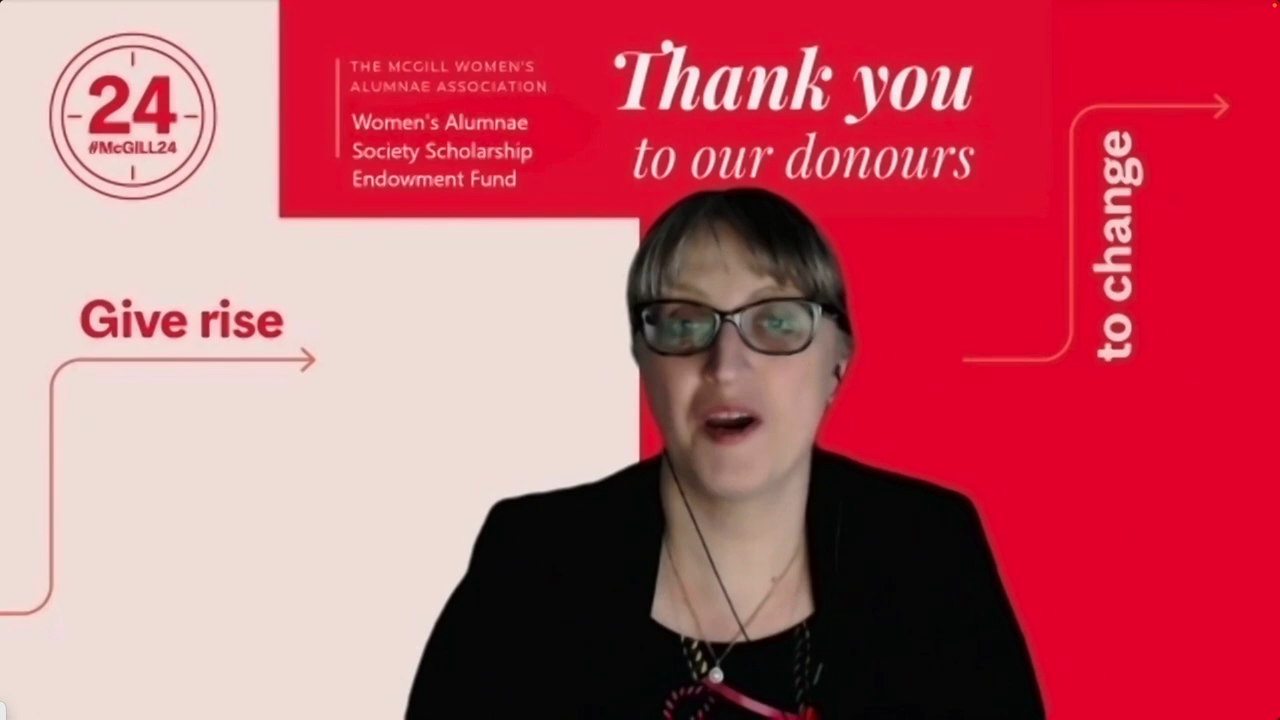 24
#McGILL24
THE MCGILL WOMEN'S
ALUMNAE ASSOCIATION
Women's Alumnae
Society Scholarship
Endowment Fund
Thank you
to our donours
Give rise
to change